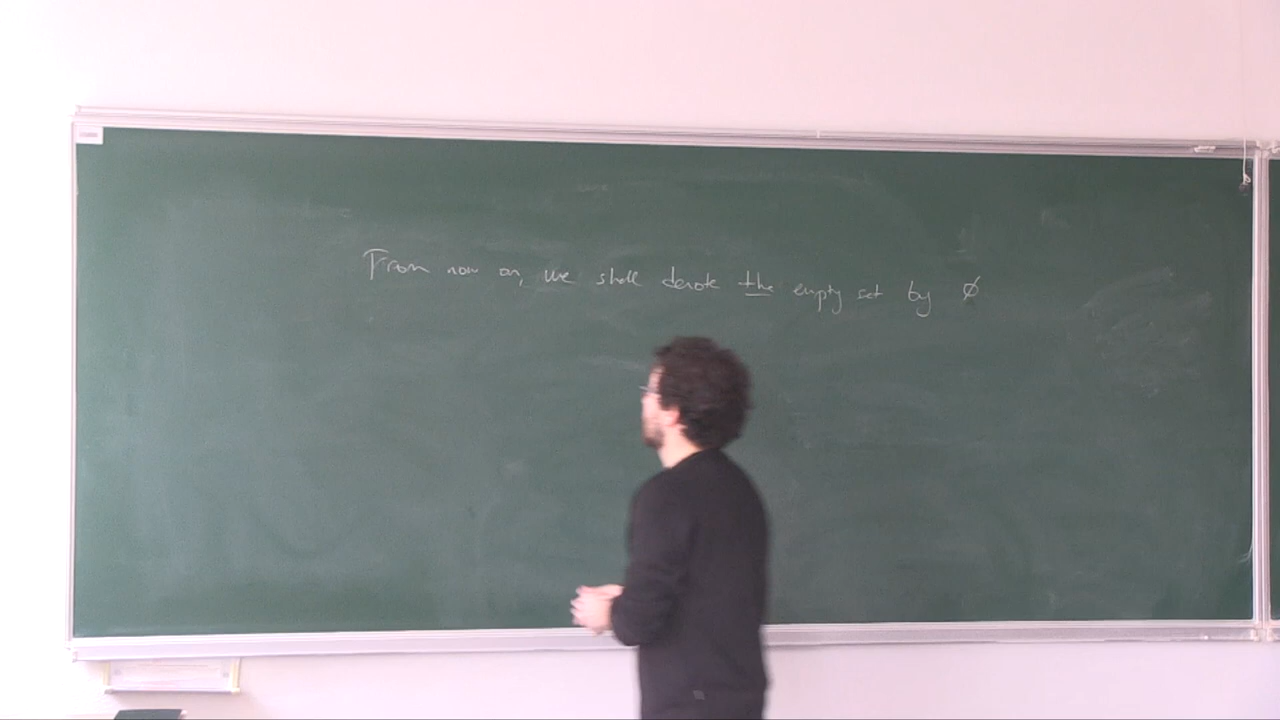 From now on, we shall denote the empty set by ∅